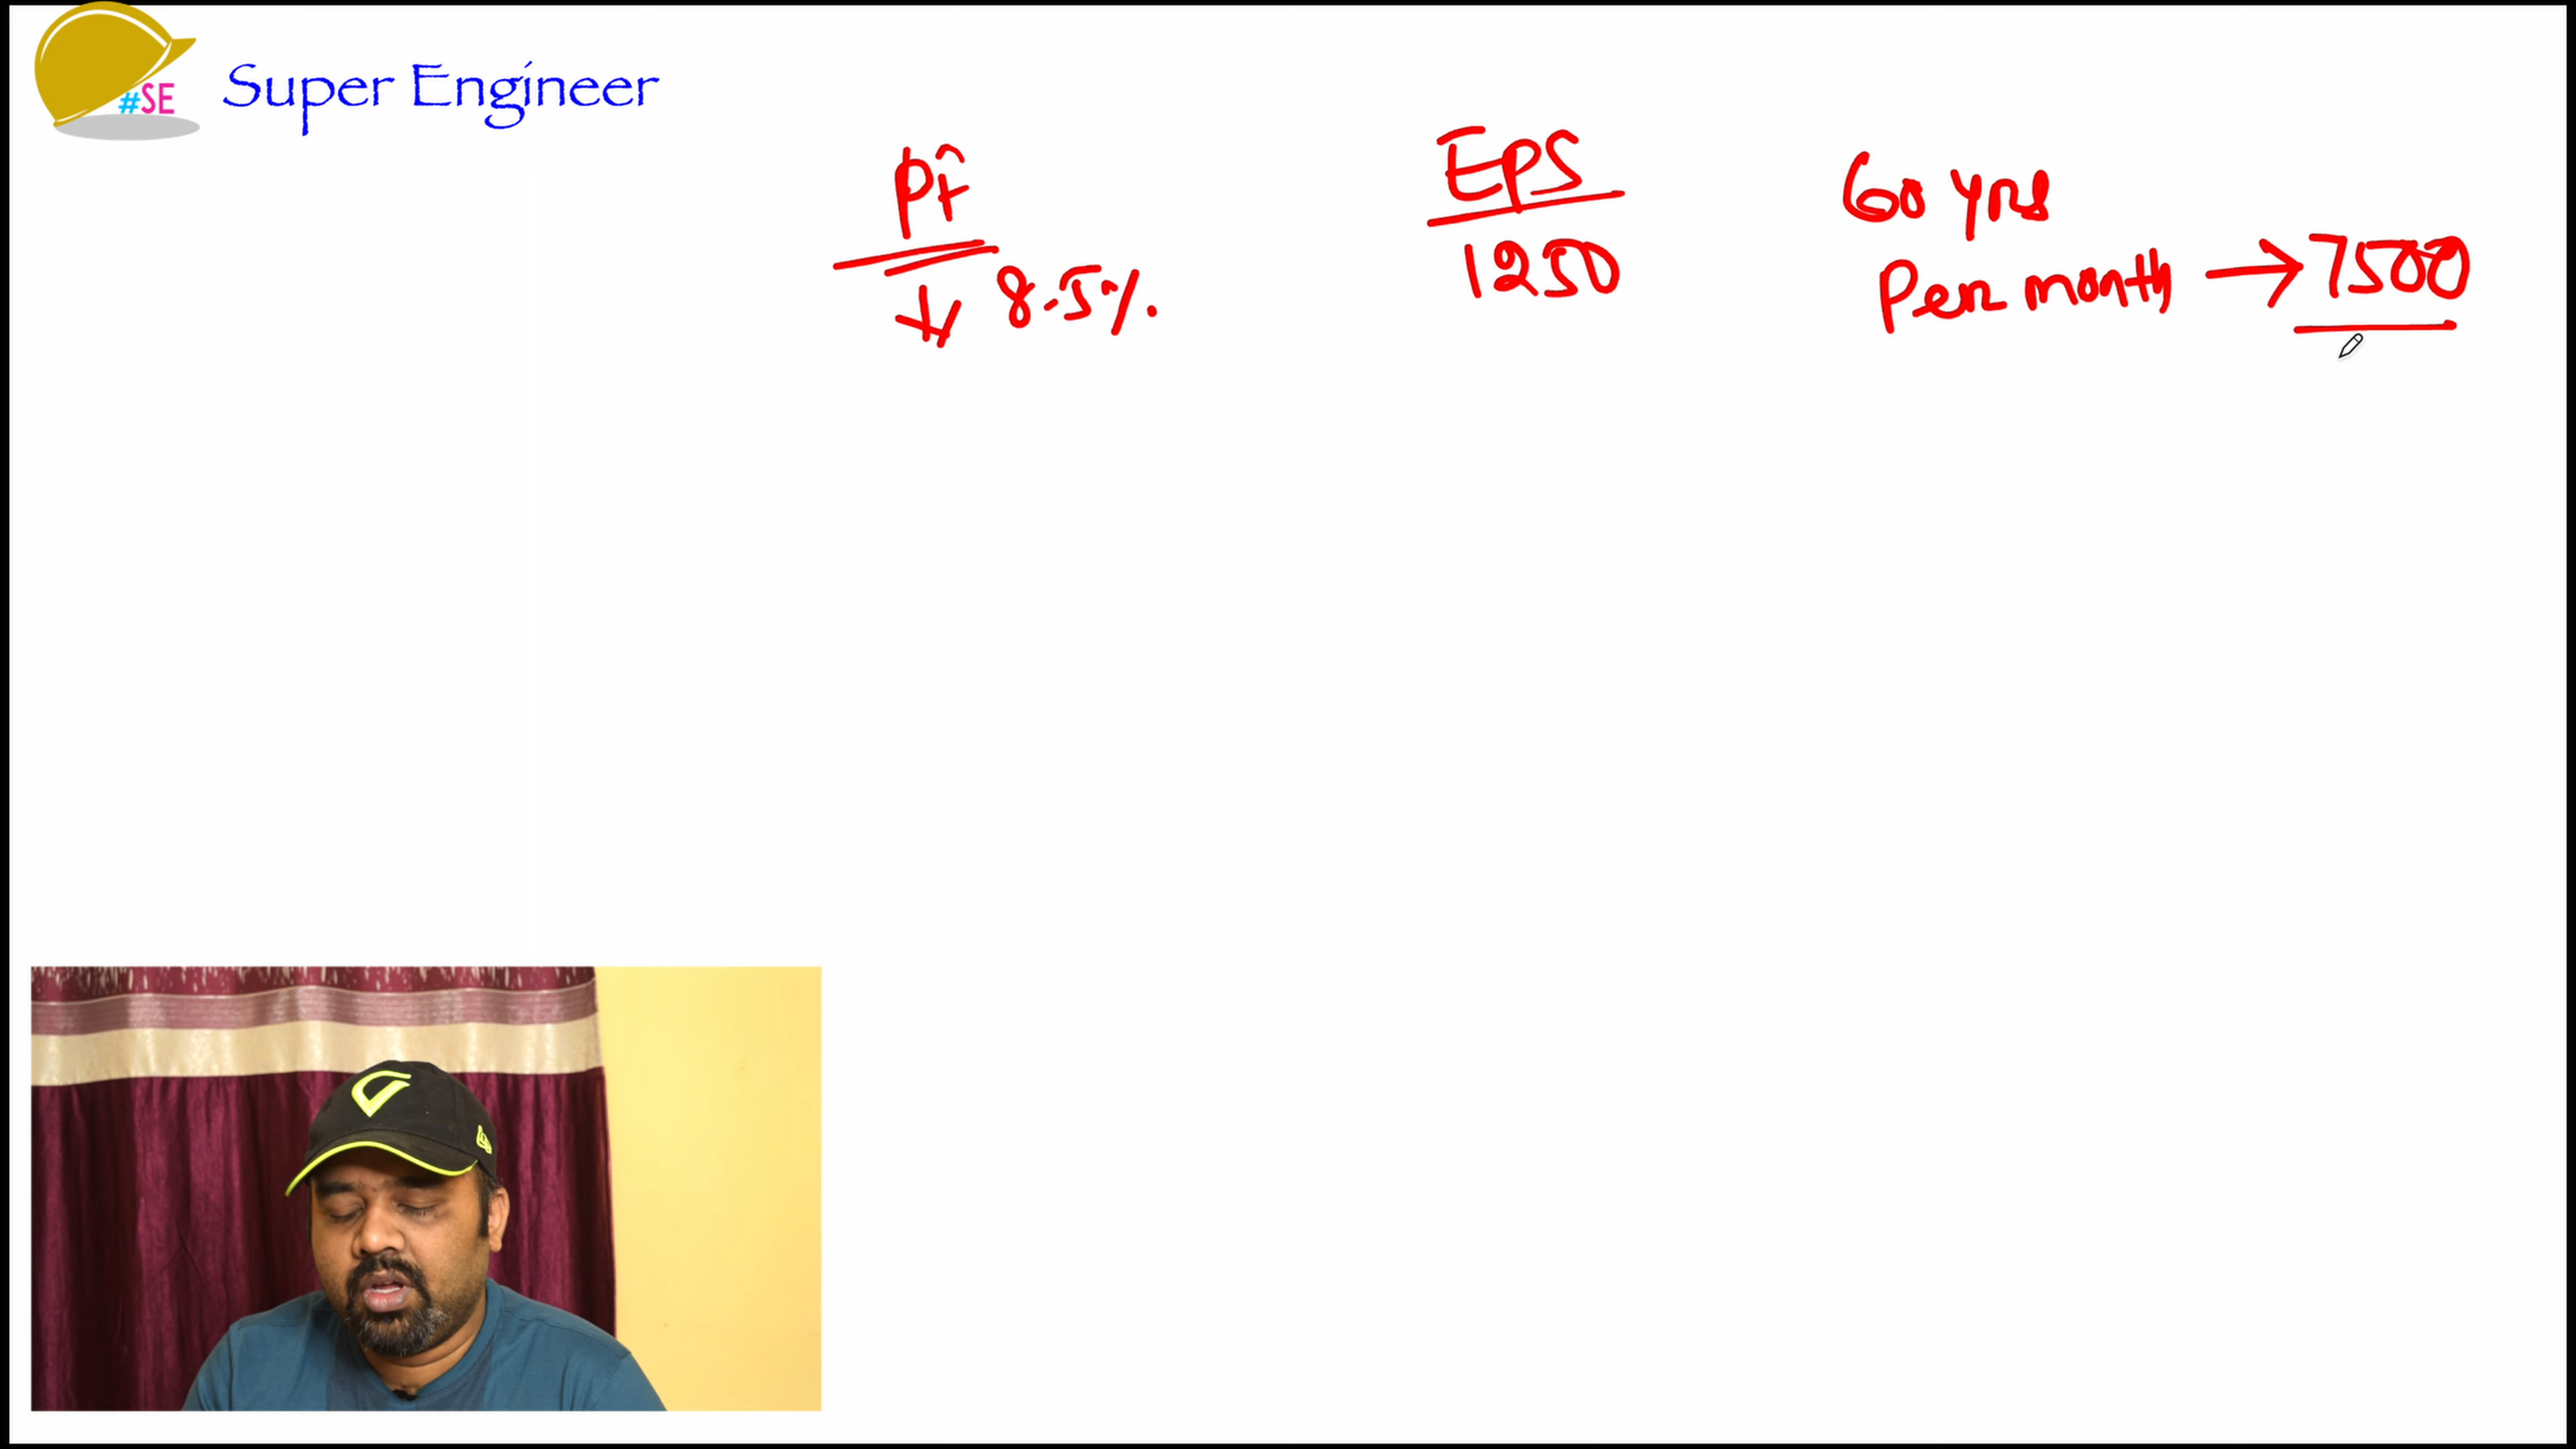 #SE
Super Engineer
Pf
8.5%
EPS
1250
60 yrs
Per month → 7500